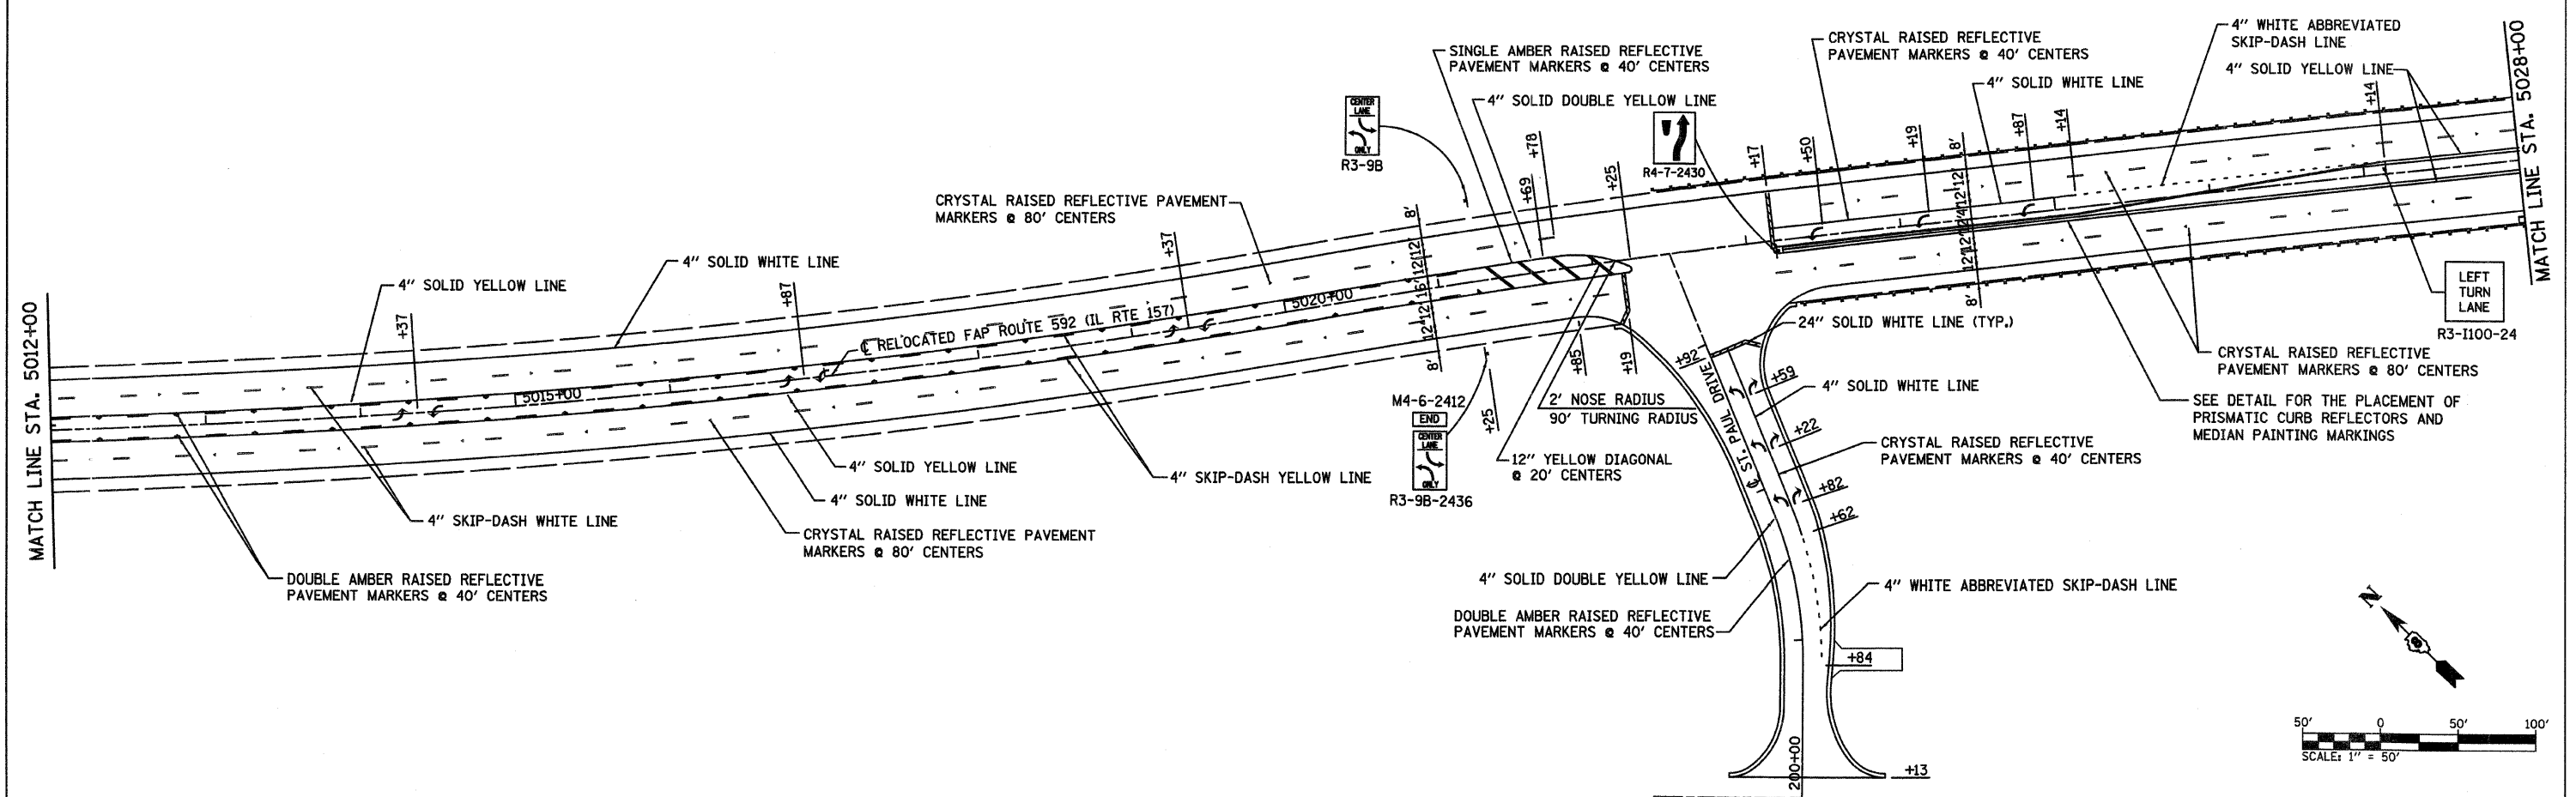 MATCH LINE STA. 5012+00
4" SOLID YELLOW LINE
4" SOLID WHITE LINE
+37
+87
+37
CRYSTAL RAISED REFLECTIVE PAVEMENT
MARKERS @ 80' CENTERS
5015+00
℄ RELOCATED FAP ROUTE 592 (IL RTE 157)
5020+00
DOUBLE AMBER RAISED REFLECTIVE
PAVEMENT MARKERS @ 40' CENTERS
4" SKIP-DASH WHITE LINE
4" SOLID YELLOW LINE
4" SOLID WHITE LINE
CRYSTAL RAISED REFLECTIVE PAVEMENT
MARKERS @ 80' CENTERS
4" SKIP-DASH YELLOW LINE
CENTER
LANE
ONLY
R3-9B
8'
12'
12'
16'
12'
12'
8'
SINGLE AMBER RAISED REFLECTIVE
PAVEMENT MARKERS @ 40' CENTERS
4" SOLID DOUBLE YELLOW LINE
+69
+78
+25
R4-7-2430
+17
+50
+19
8'
12'
12'
4'
12'
12'
8'
+87
+14
+14
CRYSTAL RAISED REFLECTIVE
PAVEMENT MARKERS @ 40' CENTERS
4" SOLID WHITE LINE
4" WHITE ABBREVIATED
SKIP-DASH LINE
4" SOLID YELLOW LINE
MATCH LINE STA. 5028+00
LEFT
TURN
LANE
R3-I100-24
CRYSTAL RAISED REFLECTIVE
PAVEMENT MARKERS @ 80' CENTERS
SEE DETAIL FOR THE PLACEMENT OF
PRISMATIC CURB REFLECTORS AND
MEDIAN PAINTING MARKINGS
M4-6-2412
END
CENTER
LANE
ONLY
R3-9B-2436
+25
+85
+19
2' NOSE RADIUS
90' TURNING RADIUS
12" YELLOW DIAGONAL
@ 20' CENTERS
24" SOLID WHITE LINE (TYP.)
+92
℄ ST. PAUL DRIVE
+59
4" SOLID WHITE LINE
+22
CRYSTAL RAISED REFLECTIVE
PAVEMENT MARKERS @ 40' CENTERS
+82
+62
4" SOLID DOUBLE YELLOW LINE
DOUBLE AMBER RAISED REFLECTIVE
PAVEMENT MARKERS @ 40' CENTERS
4" WHITE ABBREVIATED SKIP-DASH LINE
+84
200+00
+13
N
50'
0
50'
100'
SCALE: 1" = 50'